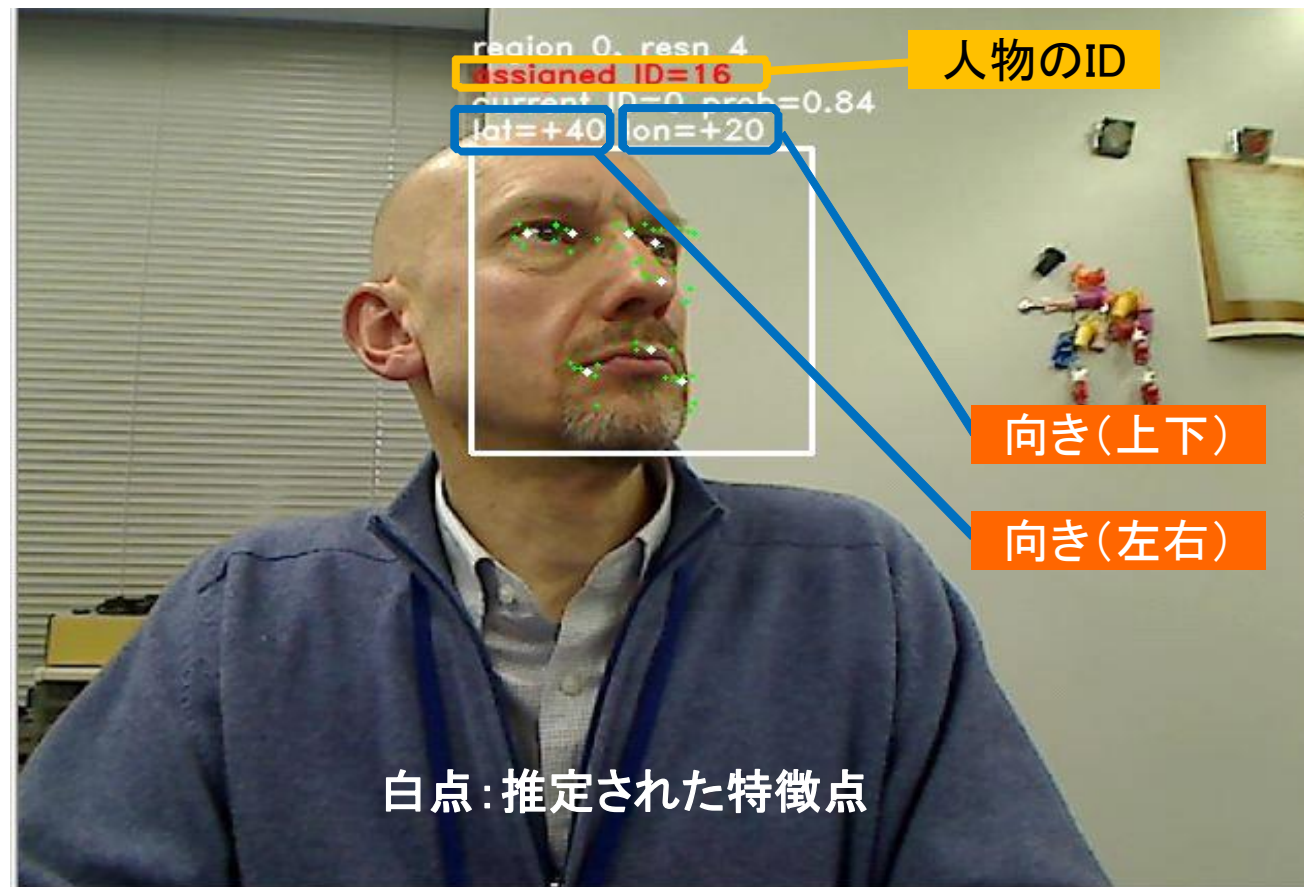 region 0, resn 4
assigned ID=16
current ID=0 prob=0.84
lat=+40 lon=+20
人物のID
向き(上下)
向き(左右)
白点:推定された特徴点